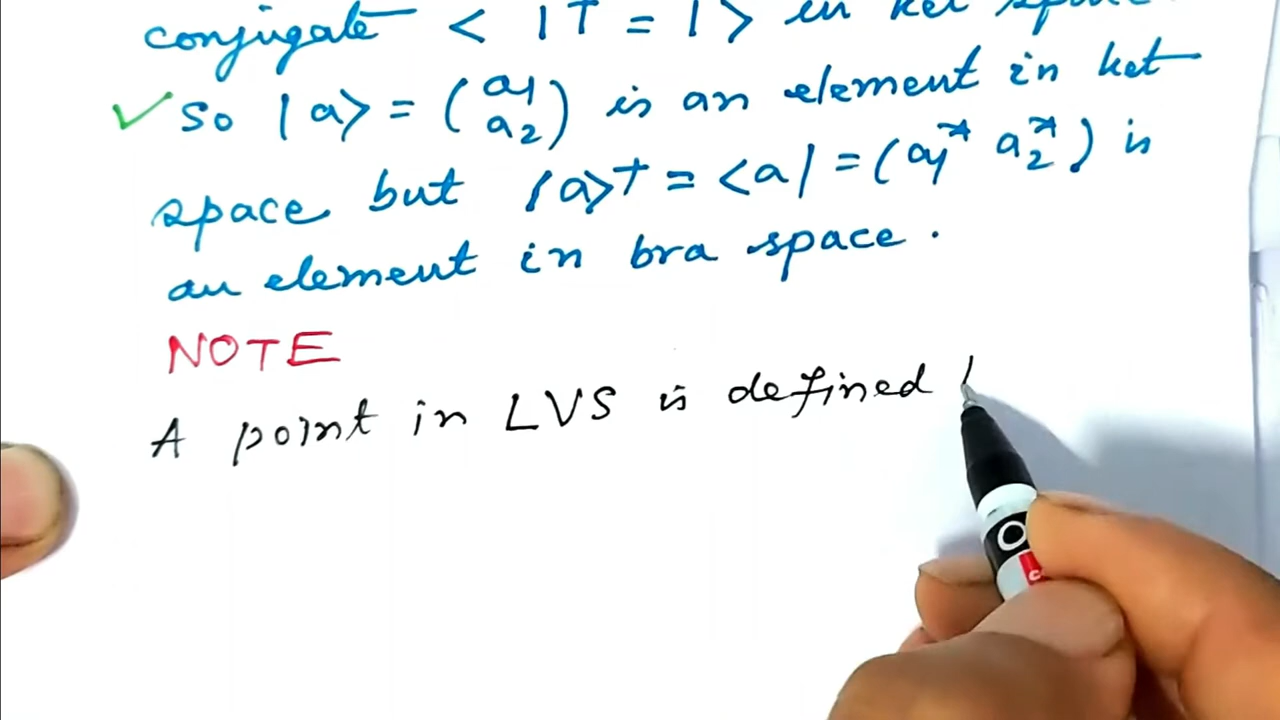 conjugate < |† = | > in ket space
✓ so |a> = (a1 a2) is an element in ket
space but |a>† = <a| = (a1* a2*) is
an element in bra space.
NOTE
A point in LVS is defined